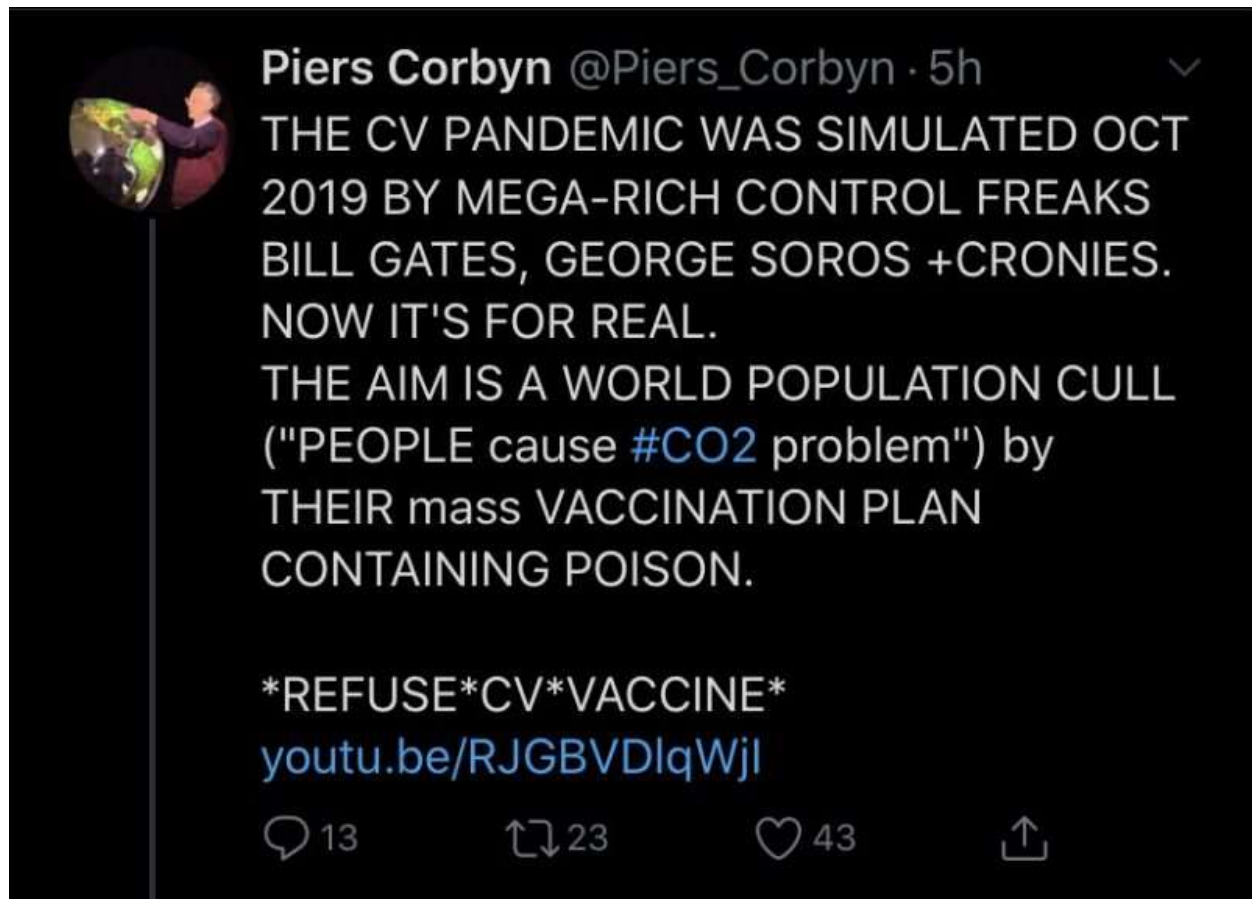 Piers Corbyn @Piers_Corbyn · 5h
THE CV PANDEMIC WAS SIMULATED OCT
2019 BY MEGA-RICH CONTROL FREAKS
BILL GATES, GEORGE SOROS +CRONIES.
NOW IT'S FOR REAL.
THE AIM IS A WORLD POPULATION CULL
("PEOPLE cause #CO2 problem") by
THEIR mass VACCINATION PLAN
CONTAINING POISON.
*REFUSE*CV*VACCINE*
youtu.be/RJGBVDlqWjI
13 23 43